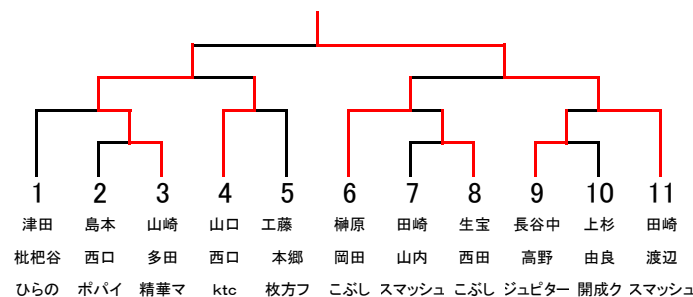 1 2 3 4 5 6 7 8 9 10 11
津田 島本 山崎 山口 工藤 榊原 田崎 生宝 長谷中 上杉 田崎
枇杷谷 西口 多田 西口 本郷 岡田 山内 西田 高野 由良 渡辺
ひらの ポパイ 精華マ ktc 枚方フ こぶし スマッシュ こぶし ジュピター 開成ク スマッシュ